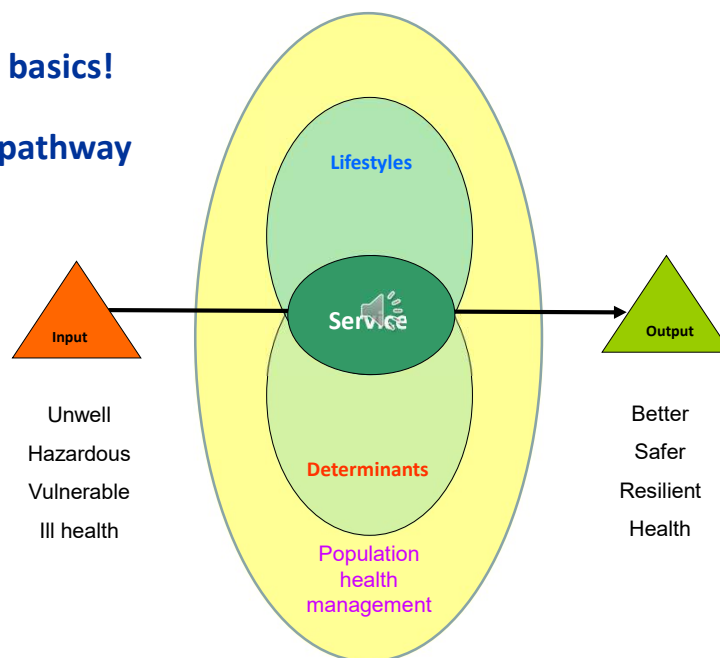 basics!
pathway
Lifestyles
Input
Service
Output
Unwell
Hazardous
Vulnerable
Ill health
Better
Safer
Resilient
Health
Determinants
Population
health
management